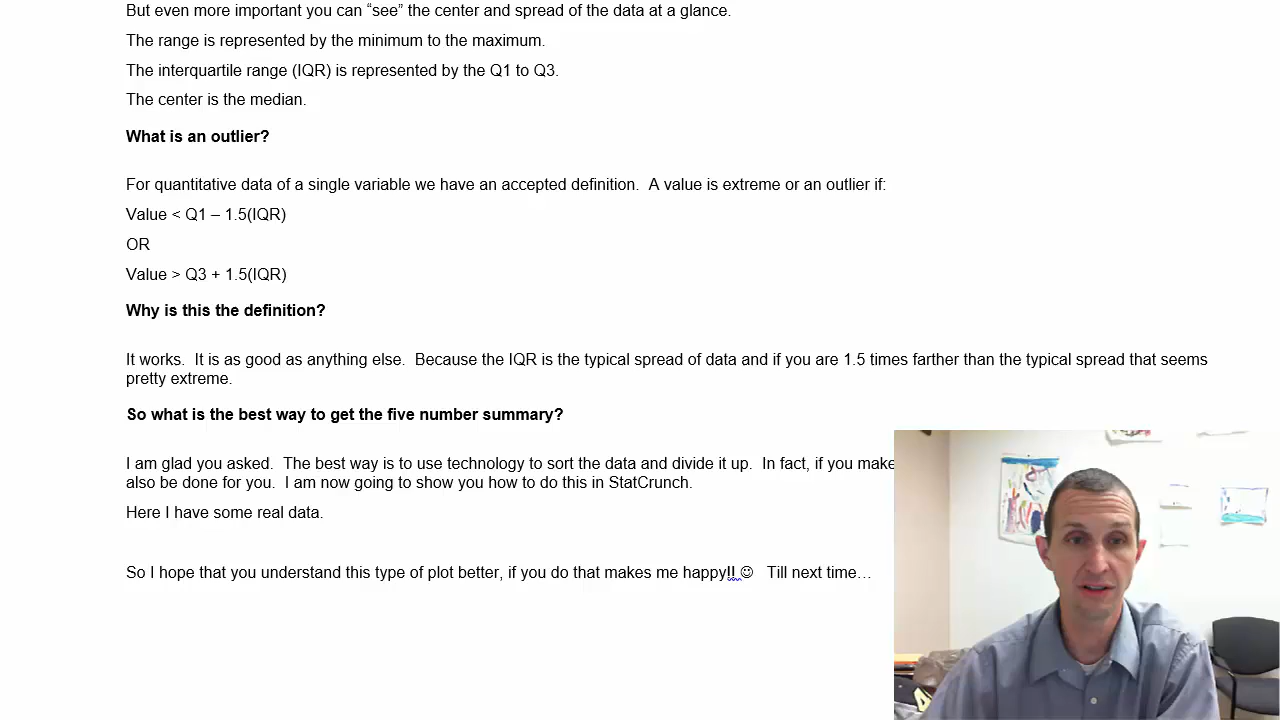 But even more important you can “see” the center and spread of the data at a glance.
The range is represented by the minimum to the maximum.
The interquartile range (IQR) is represented by the Q1 to Q3.
The center is the median.
What is an outlier?
For quantitative data of a single variable we have an accepted definition.  A value is extreme or an outlier if:
Value < Q1 – 1.5(IQR)
OR
Value > Q3 + 1.5(IQR)
Why is this the definition?
It works.  It is as good as anything else.  Because the IQR is the typical spread of data and if you are 1.5 times farther than the typical spread that seems
pretty extreme.
So what is the best way to get the five number summary?
I am glad you asked.  The best way is to use technology to sort the data and divide it up.  In fact, if you make
also be done for you.  I am now going to show you how to do this in StatCrunch.
Here I have some real data.
So I hope that you understand this type of plot better, if you do that makes me happy!! ☺  Till next time…